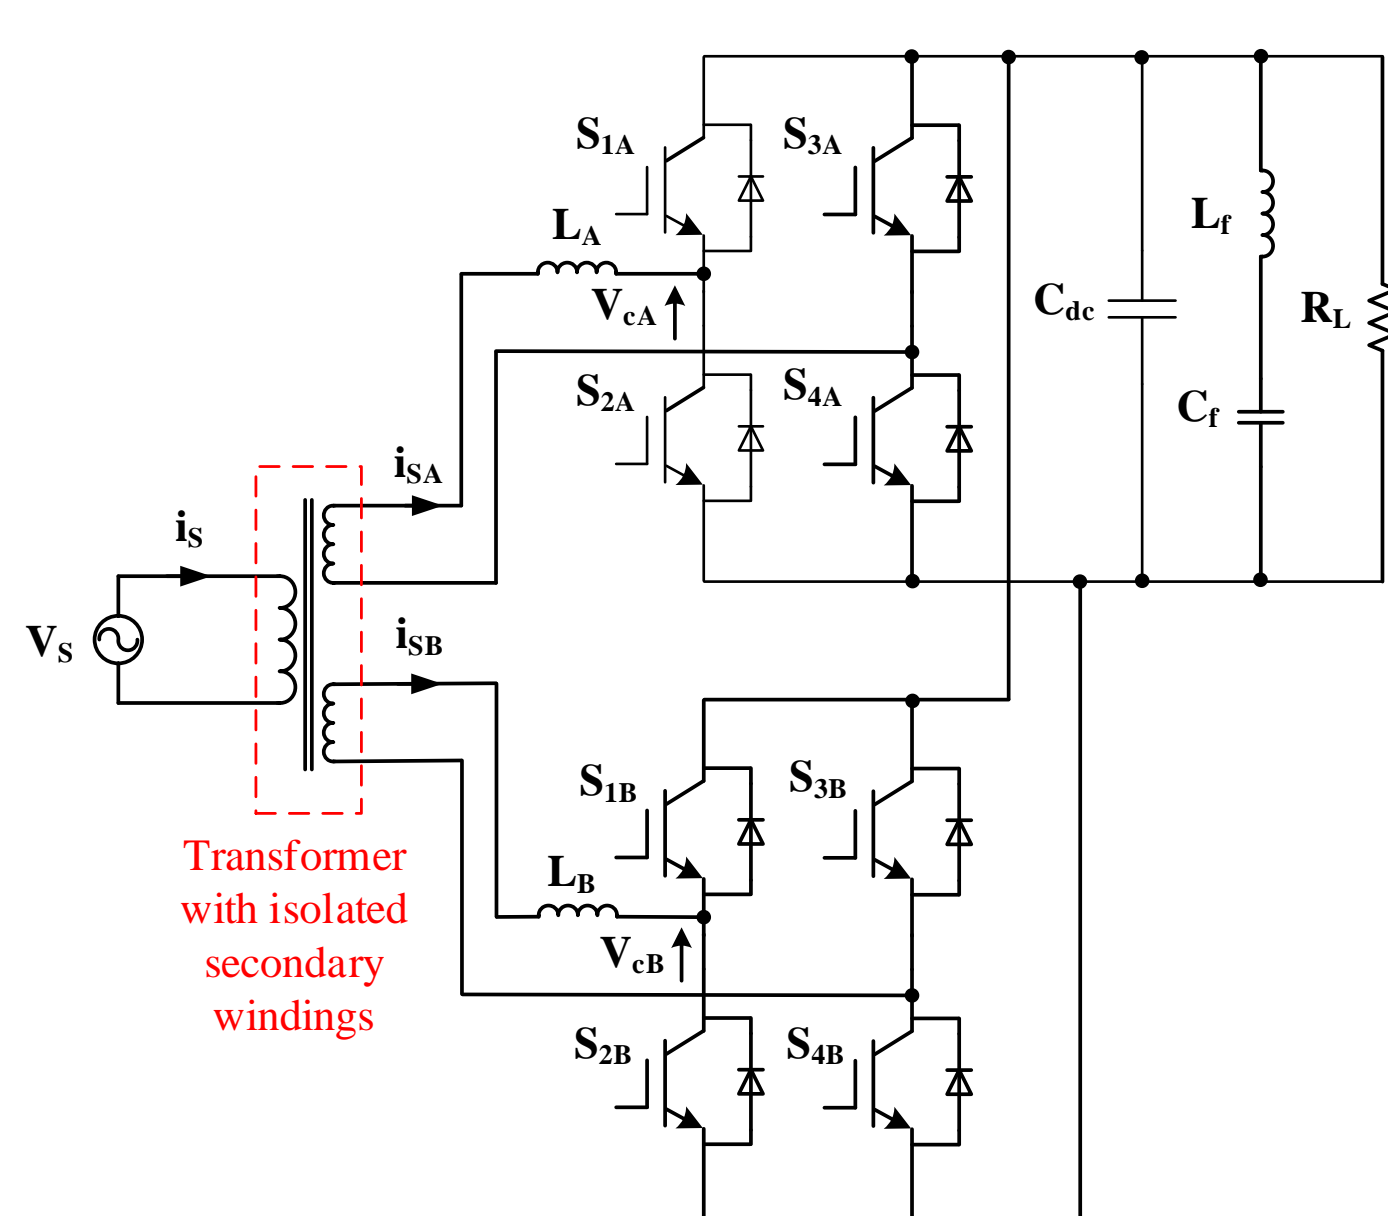 S1A
S3A
LA
Lf
VcA
Cdc
RL
S2A
S4A
Cf
iSA
iS
VS
iSB
S1B
S3B
Transformer
with isolated
secondary
windings
LB
VcB
S2B
S4B